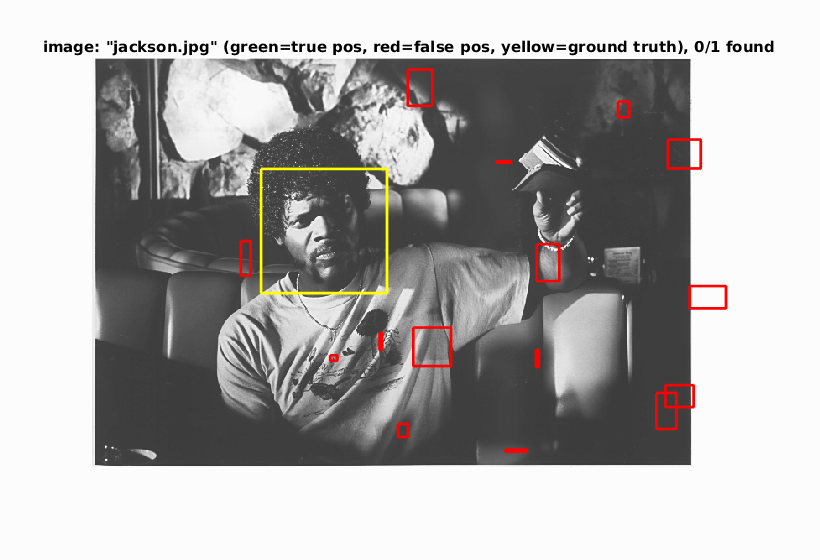 image: "jackson.jpg" (green=true pos, red=false pos, yellow=ground truth), 0/1 found